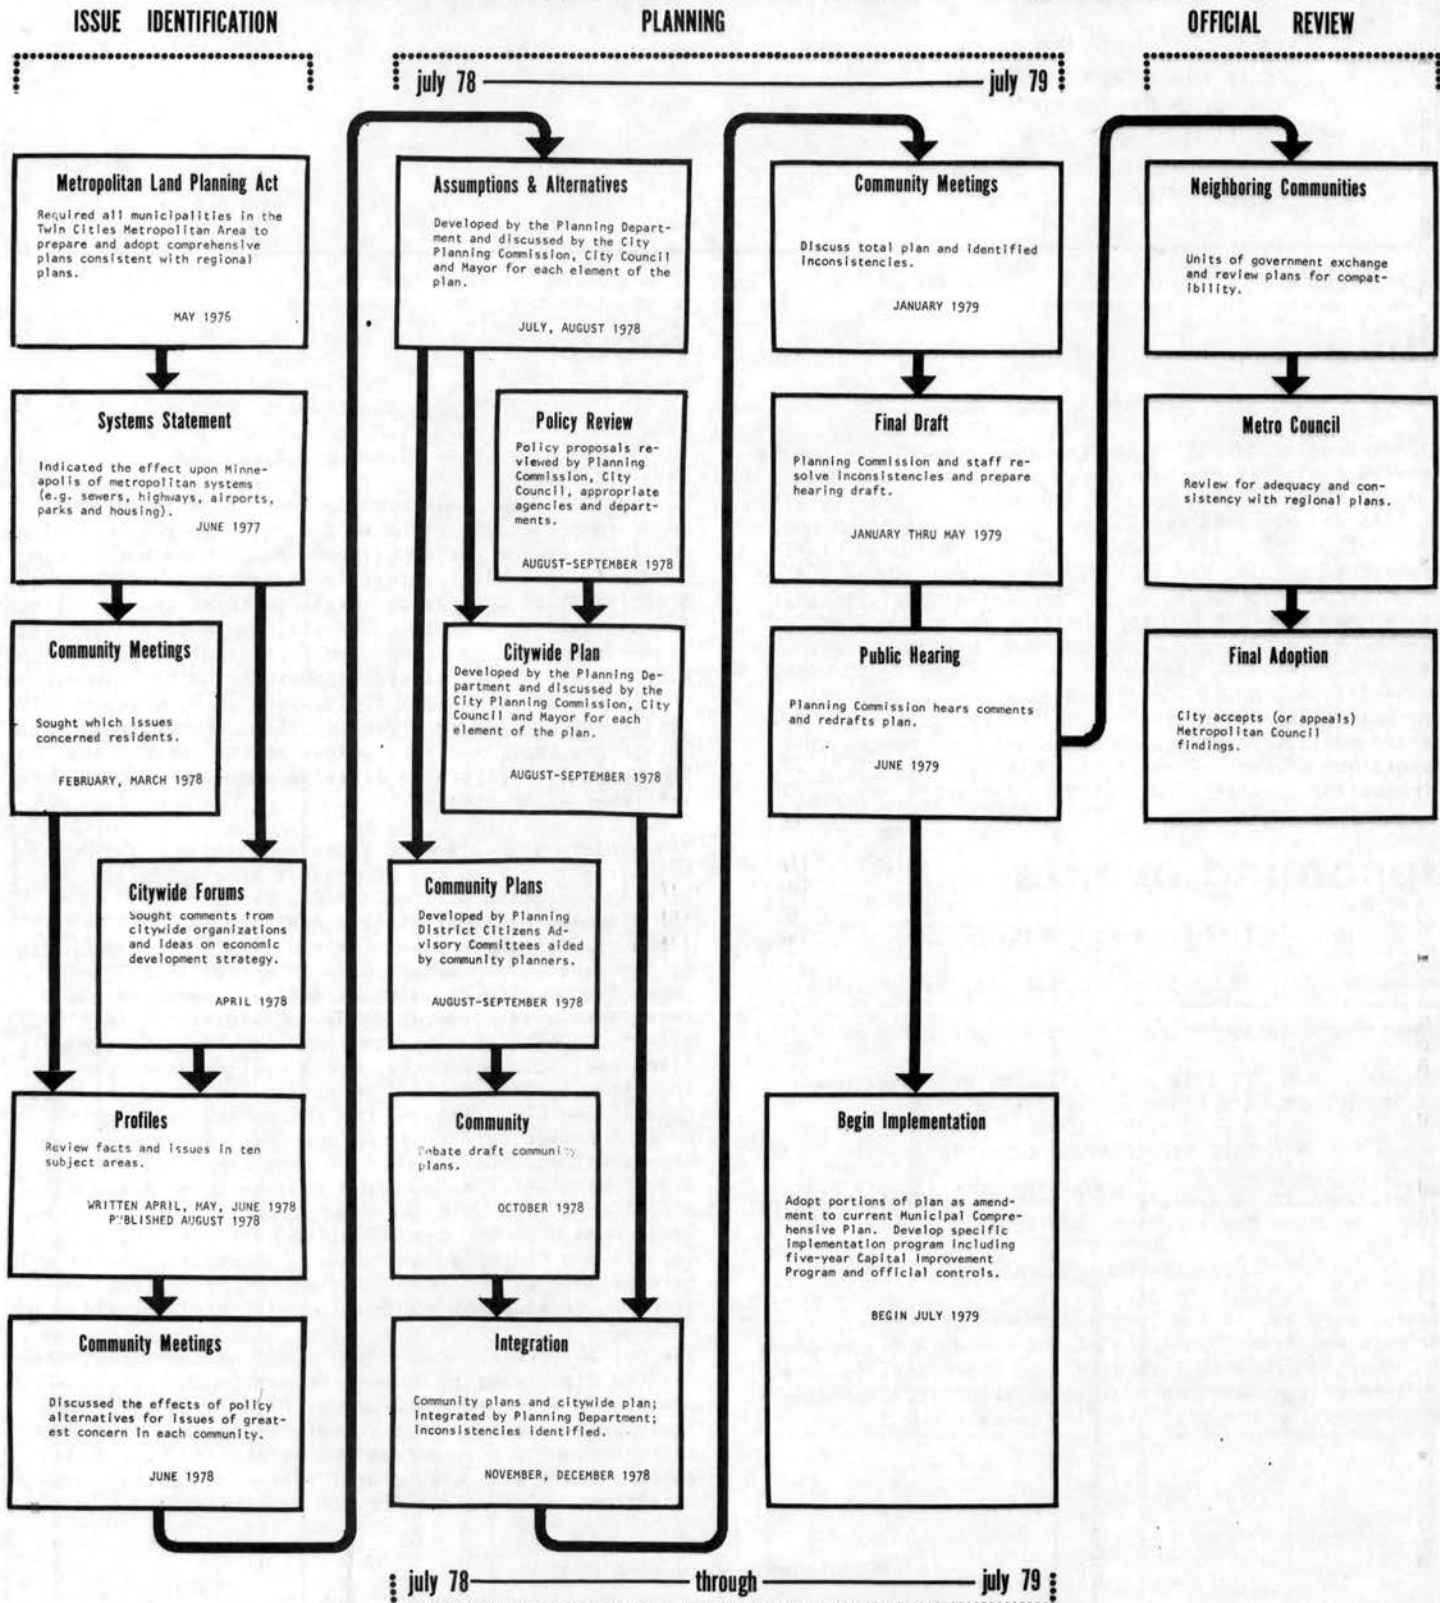 ISSUE IDENTIFICATION
PLANNING
OFFICIAL REVIEW
july 78
july 79
Metropolitan Land Planning Act
Required all municipalities in the
Twin Cities Metropolitan Area to
prepare and adopt comprehensive
plans consistent with regional
plans.
MAY 1976
Systems Statement
Indicated the effect upon Minne-
apolis of metropolitan systems
(e.g. sewers, highways, airports,
parks and housing).
JUNE 1977
Community Meetings
Sought which issues
concerned residents.
FEBRUARY, MARCH 1978
Citywide Forums
Sought comments from
citywide organizations
and ideas on economic
development strategy.
APRIL 1978
Profiles
Review facts and issues in ten
subject areas.
WRITTEN APRIL, MAY, JUNE 1978
PUBLISHED AUGUST 1978
Community Meetings
Discussed the effects of policy
alternatives for issues of great-
est concern in each community.
JUNE 1978
Assumptions & Alternatives
Developed by the Planning Depart-
ment and discussed by the City
Planning Commission, City Council
and Mayor for each element of the
plan.
JULY, AUGUST 1978
Policy Review
Policy proposals re-
viewed by Planning
Commission, City
Council, appropriate
agencies and depart-
ments.
AUGUST-SEPTEMBER 1978
Citywide Plan
Developed by the Planning De-
partment and discussed by the
City Planning Commission, City
Council and Mayor for each
element of the plan.
AUGUST-SEPTEMBER 1978
Community Plans
Developed by Planning
District Citizens Ad-
visory Committees aided
by community planners.
AUGUST-SEPTEMBER 1978
Community
Debate draft community
plans.
OCTOBER 1978
Integration
Community plans and citywide plan;
integrated by Planning Department;
inconsistencies identified.
NOVEMBER, DECEMBER 1978
Community Meetings
Discuss total plan and identified
inconsistencies.
JANUARY 1979
Final Draft
Planning Commission and staff re-
solve inconsistencies and prepare
hearing draft.
JANUARY THRU MAY 1979
Public Hearing
Planning Commission hears comments
and redrafts plan.
JUNE 1979
Begin Implementation
Adopt portions of plan as amend-
ment to current Municipal Compre-
hensive Plan. Develop specific
implementation program including
five-year Capital Improvement
Program and official controls.
BEGIN JULY 1979
Neighboring Communities
Units of government exchange
and review plans for compat-
ibility.
Metro Council
Review for adequacy and con-
sistency with regional plans.
Final Adoption
City accepts (or appeals)
Metropolitan Council
findings.
july 78
through
july 79